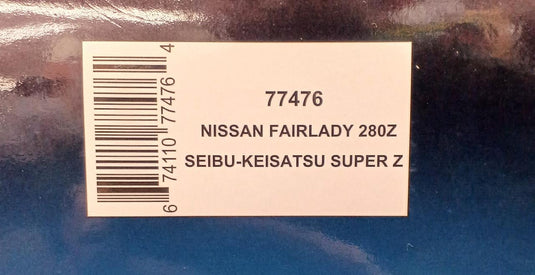 77476
NISSAN FAIRLADY 280Z
SEIBU-KEISATSU SUPER Z
6 74110 77476 4